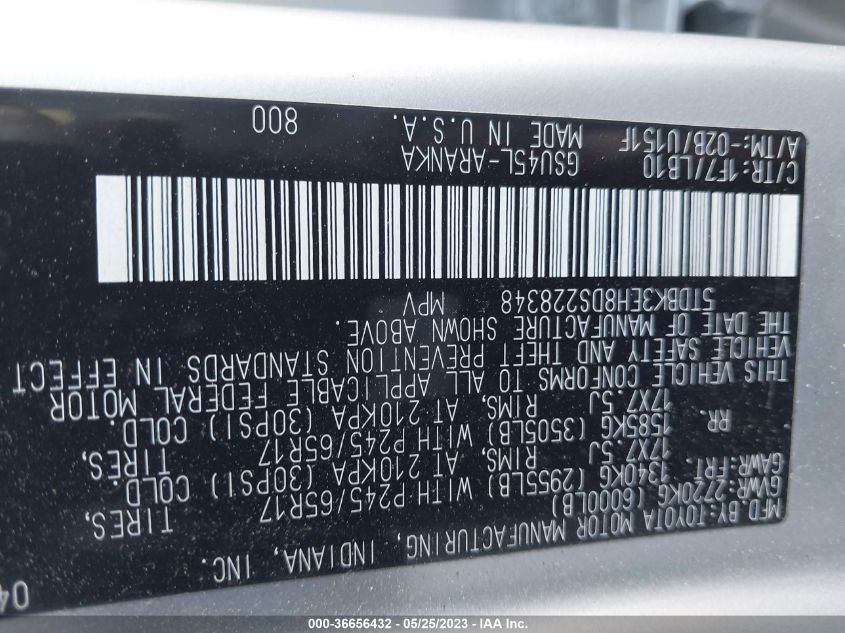 MFD. BY: TOYOTA MOTOR MANUFACTURING, INDIANA, INC. 04
GVWR: 2720KG (6000LB)
GAWR: FRT. 1340KG (2955LB) WITH P245/65R17 TIRES,
17X7.5J RIMS, AT 210KPA (30PSI) COLD.
RR. 1585KG (3505LB) WITH P245/65R17 TIRES,
17X7.5J RIMS, AT 210KPA (30PSI) COLD.
THIS VEHICLE CONFORMS TO ALL APPLICABLE FEDERAL MOTOR
VEHICLE SAFETY AND THEFT PREVENTION STANDARDS IN EFFECT
THE DATE OF MANUFACTURE SHOWN ABOVE.
5TDBK3EH8DS228348 MPV
C/TR: 1F7/LB10 GSU45L-ARANKA 800
A/TM: -02B/U151F MADE IN U.S.A.
000-36656432 - 05/25/2023 - IAA Inc.